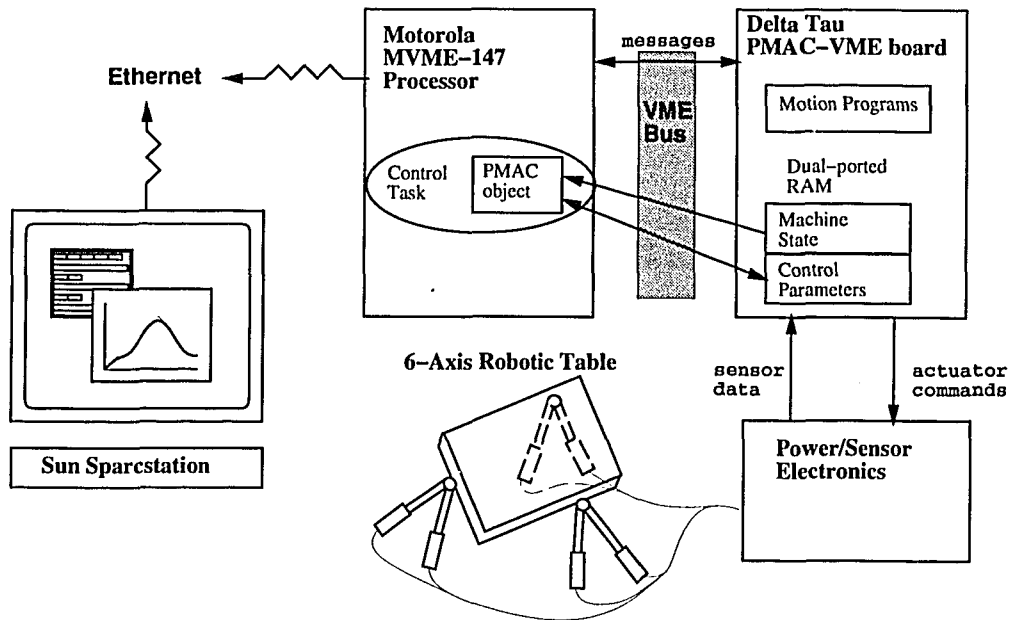 Motorola
MVME-147
Processor
messages
Delta Tau
PMAC-VME board
Ethernet
VME
Bus
Motion Programs
Control
Task
PMAC
object
Dual-ported
RAM
Machine
State
Control
Parameters
6-Axis Robotic Table
sensor
data
actuator
commands
Sun Sparcstation
Power/Sensor
Electronics